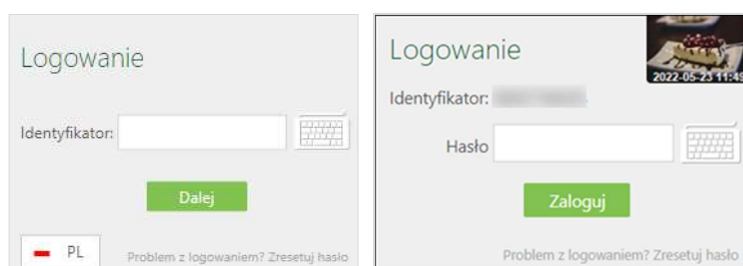 Logowanie
Identyfikator:
Dalej
PL
Problem z logowaniem? Zresetuj hasło
Logowanie
2022-05-23 11:49
Identyfikator:
Hasło
Zaloguj
Problem z logowaniem? Zresetuj hasło